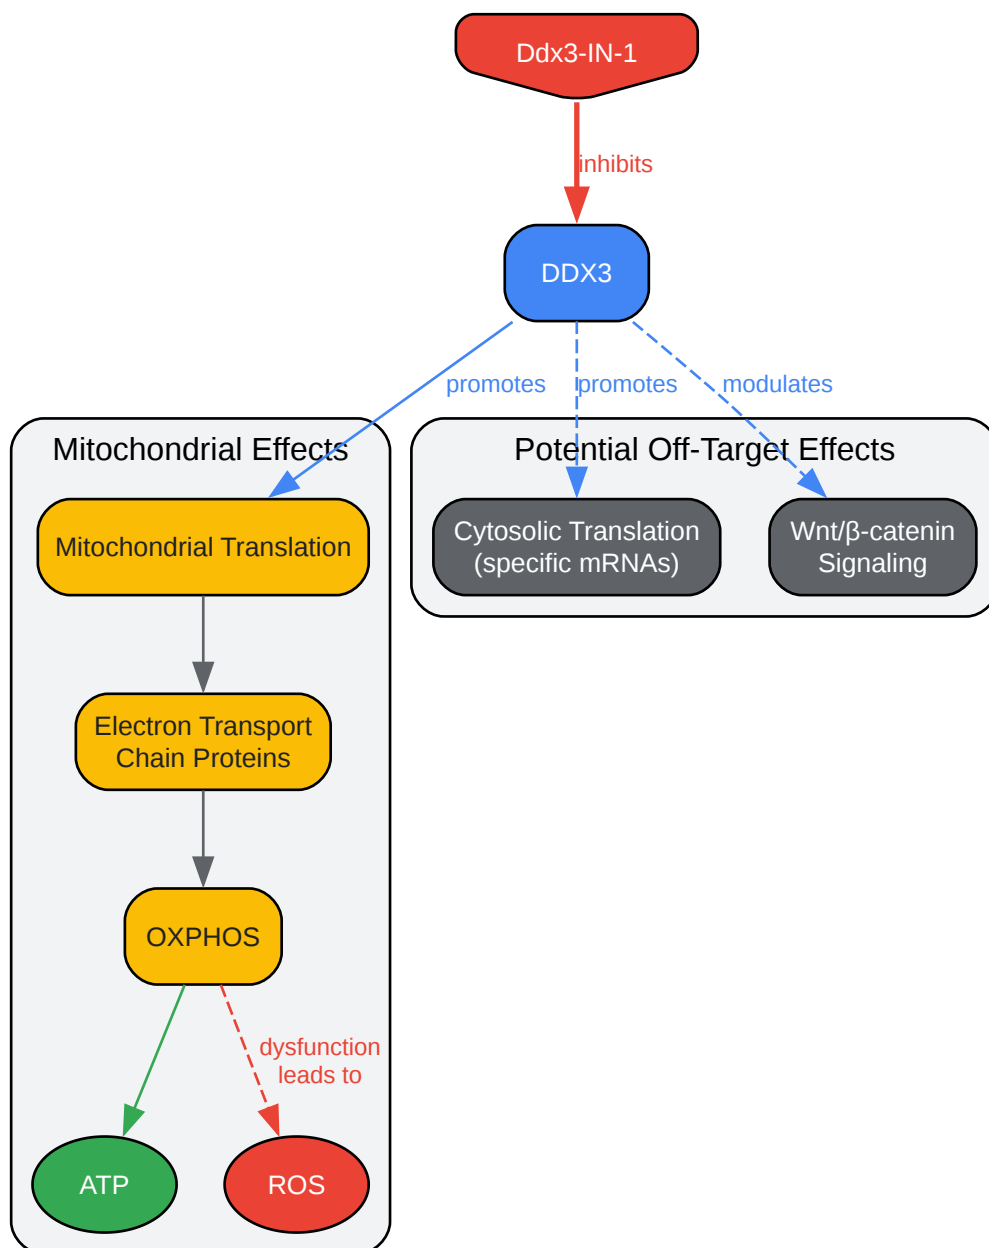 Ddx3-IN-1
inhibits
DDX3
promotes
promotes
modulates
Mitochondrial Effects
Potential Off-Target Effects
Mitochondrial Translation
Cytosolic Translation
(specific mRNAs)
Wnt/β-catenin
Signaling
Electron Transport
Chain Proteins
OXPHOS
dysfunction
leads to
ATP
ROS